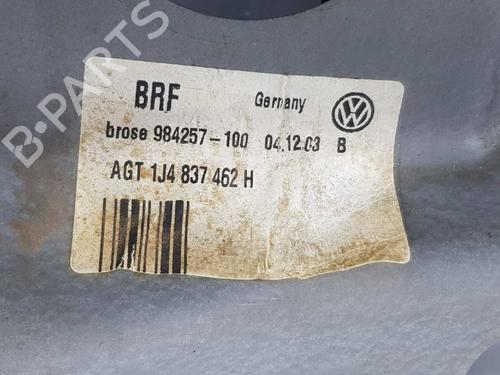 BRF Germany
brose 984257-100 04.12.03 B
AGT 1J4 837 462 H
B-PARTS